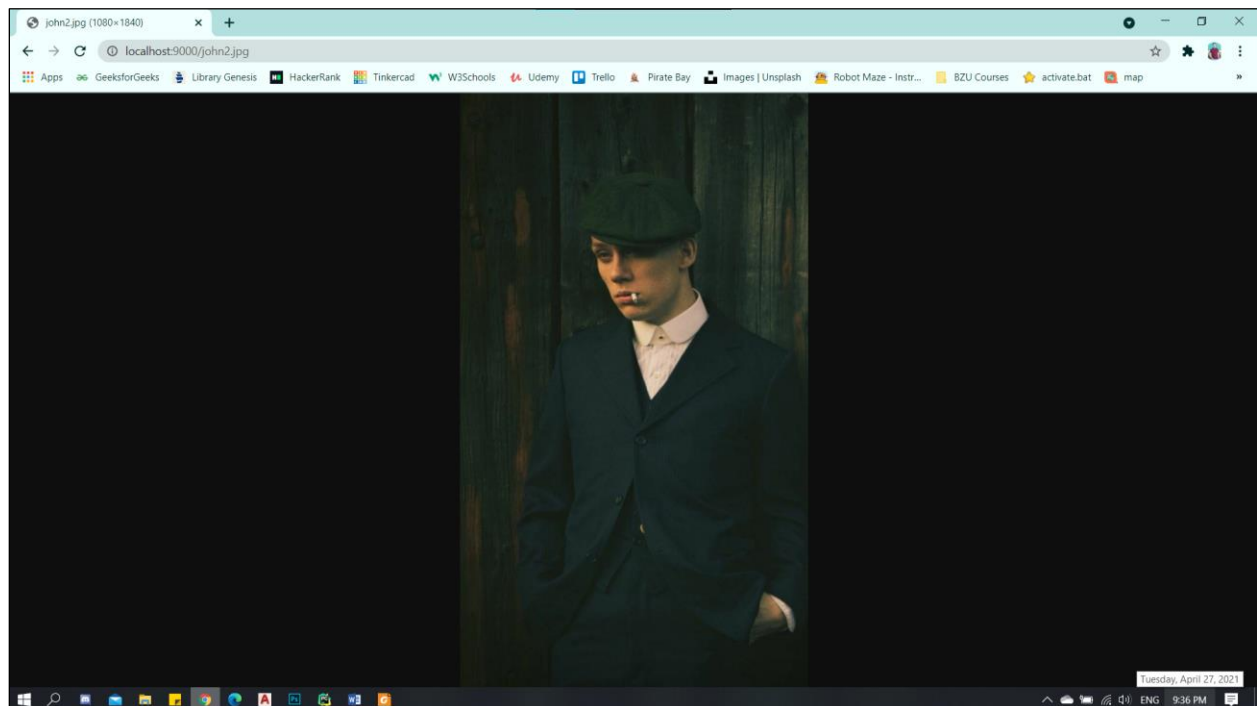 john2.jpg (1080×1840)
localhost:9000/john2.jpg
Apps GeeksforGeeks Library Genesis HackerRank Tinkercad W3Schools Udemy Trello Pirate Bay Images | Unsplash Robot Maze - Instr... BZU Courses activate.bat map »
Tuesday, April 27, 2021
ENG 9:36 PM